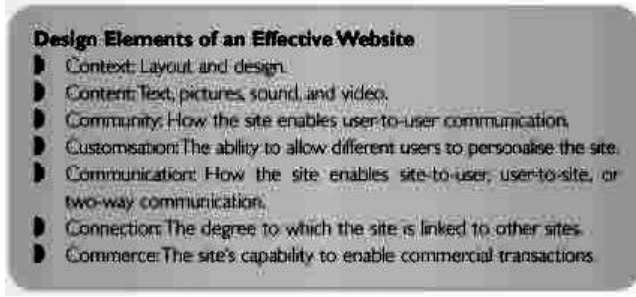 Design Elements of an Effective Website
Context: Layout and design.
Content: Text, pictures, sound, and video.
Community: How the site enables user-to-user communication.
Customisation: The ability to allow different users to personalise the site.
Communication: How the site enables site-to-user, user-to-site, or
two-way communication.
Connection: The degree to which the site is linked to other sites.
Commerce: The site's capability to enable commercial transactions.